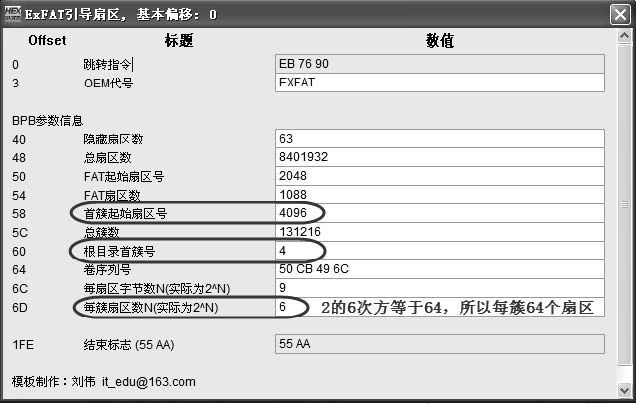 HEX
ExFAT引导扇区, 基本偏移: 0
Offset 标题 数值
0 跳转指令 EB 76 90
3 OEM代号 EXFAT
BPB参数信息
40 隐藏扇区数 63
48 总扇区数 8401932
50 FAT起始扇区号 2048
54 FAT扇区数 1088
58 首簇起始扇区号 4096
5C 总簇数 131216
60 根目录首簇号 4
64 卷序列号 50 CB 49 6C
6C 每扇区字节数N(实际为2^N) 9
6D 每簇扇区数N(实际为2^N) 6 2的6次方等于64，所以每簇64个扇区
1FE 结束标志 (55 AA) 55 AA
模板制作：刘伟 it_edu@163.com